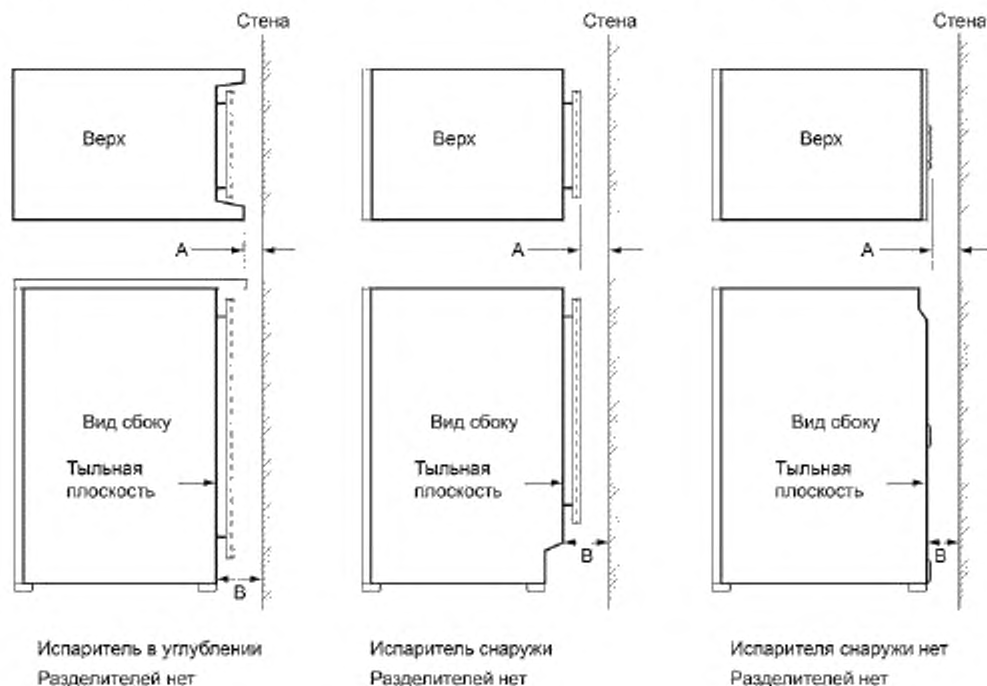 Стена
Стена
Стена
Верх
Верх
Верх
A
A
A
Вид сбоку
Вид сбоку
Вид сбоку
Тыльная
плоскость
Тыльная
плоскость
Тыльная
плоскость
B
B
B
Испаритель в углублении
Разделителей нет
Испаритель снаружи
Разделителей нет
Испарителя снаружи нет
Разделителей нет